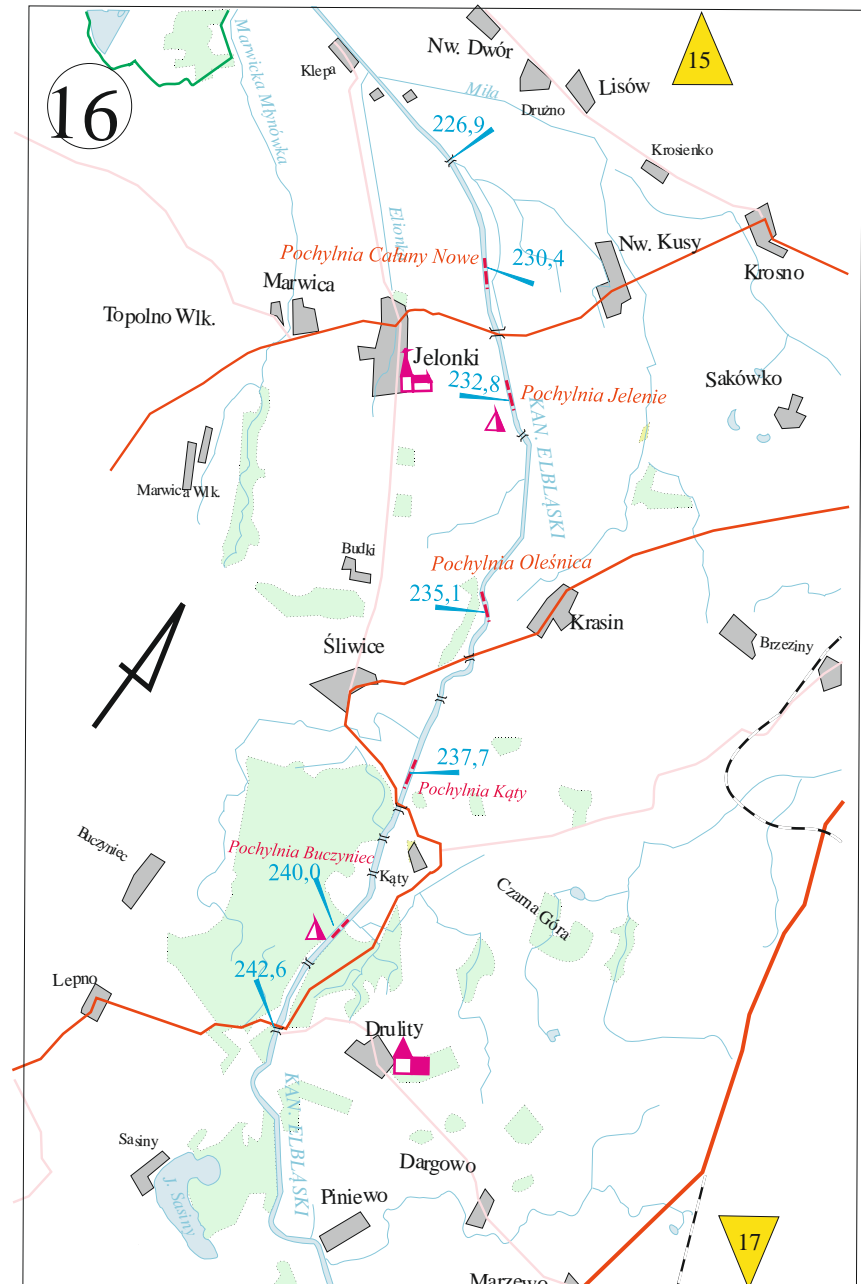 16
Marwicka Młynówka
Klepa
Nw. Dwór
15
Miła
Drużno
Lisów
226,9
Krosienko
Elionka
Pochylnia Całuny Nowe
230,4
Nw. Kusy
Krosno
Marwica
Topolno Wlk.
Jelonki
232,8
Pochylnia Jelenie
Sakówko
KAN. ELBLĄSKI
Marwica Wlk.
Budki
Pochylnia Oleśnica
235,1
Krasin
Brzeziny
Śliwice
237,7
Pochylnia Kąty
Buczyniec
Pochylnia Buczyniec
240,0
Kąty
Czarna Góra
242,6
Lepno
Drulity
KAN. ELBLĄSKI
Sasiny
J. Sasiny
Dargowo
Piniewo
17
Marzewo